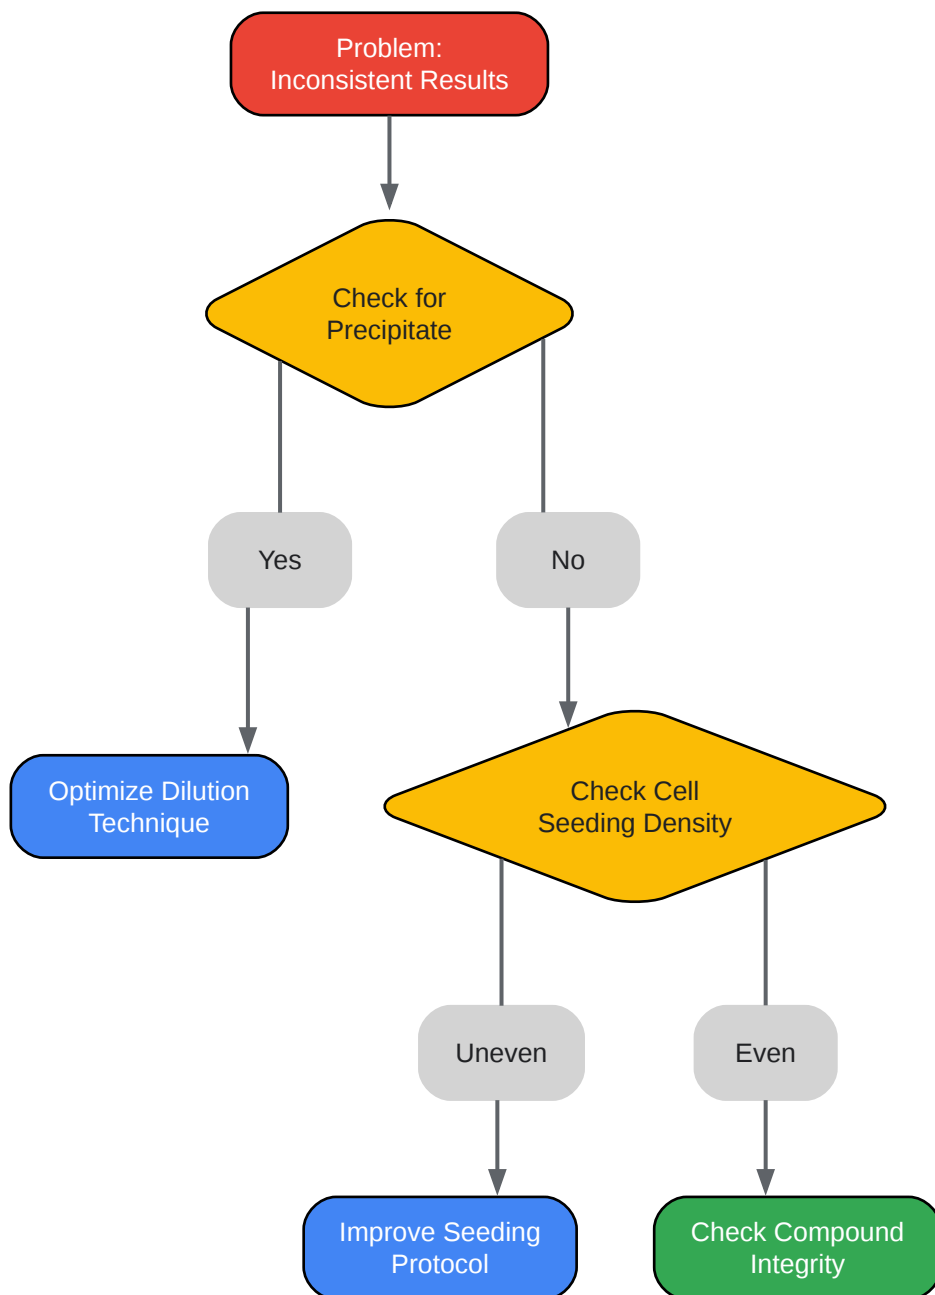 Problem:
Inconsistent Results
Check for
Precipitate
Yes
No
Optimize Dilution
Technique
Check Cell
Seeding Density
Uneven
Even
Improve Seeding
Protocol
Check Compound
Integrity